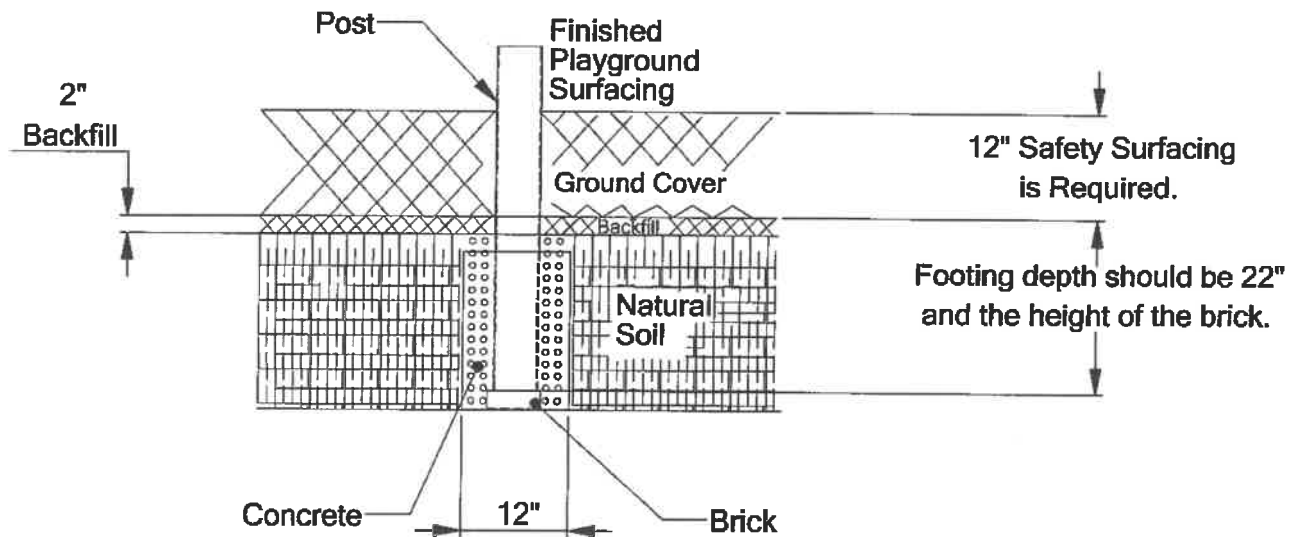 Post
Finished
Playground
Surfacing
2"
Backfill
12" Safety Surfacing
is Required.
Ground Cover
Backfill
Footing depth should be 22"
and the height of the brick.
Natural
Soil
Concrete
12"
Brick